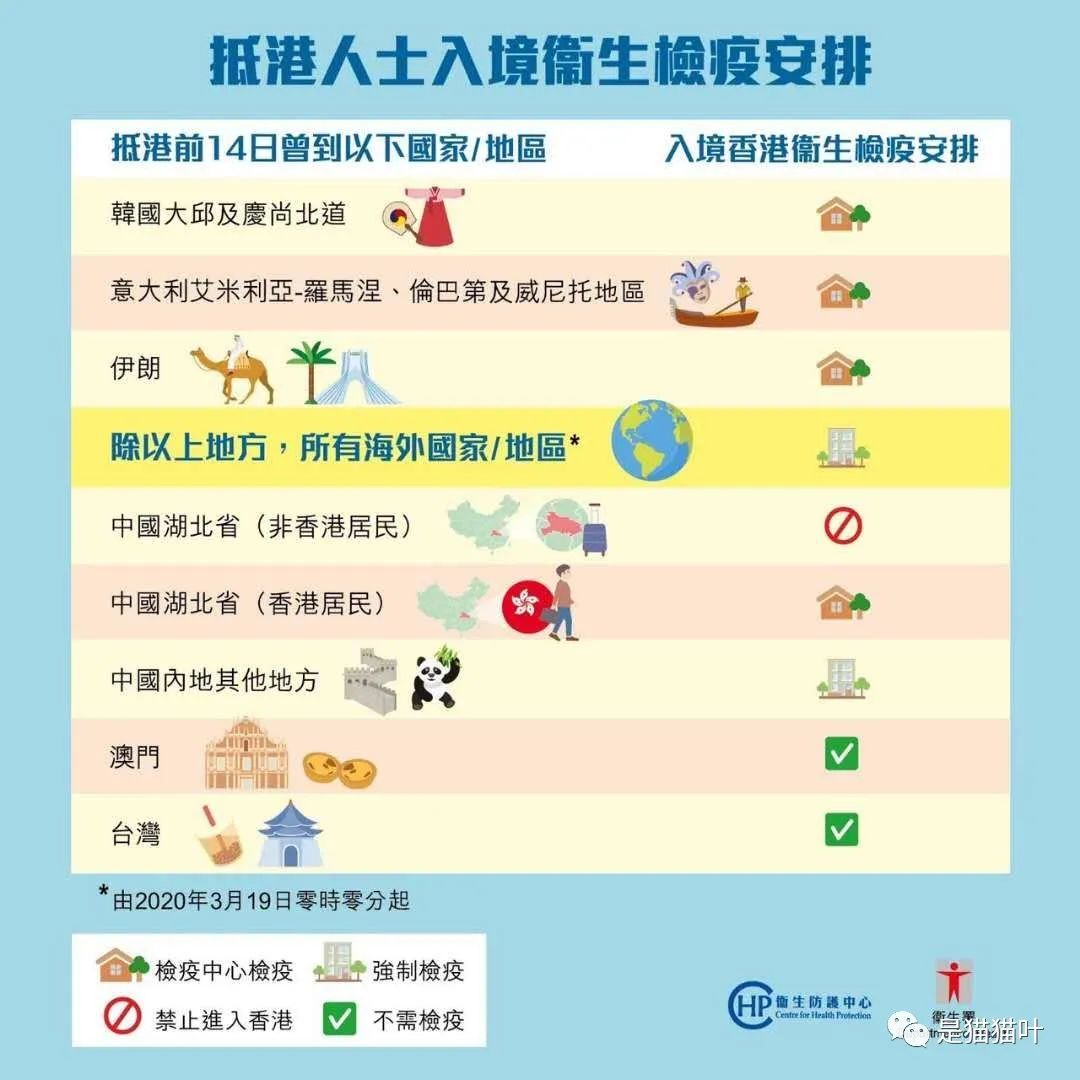 抵港人士入境衞生檢疫安排
抵港前14日曾到以下國家/地區 入境香港衞生檢疫安排
韓國大邱及慶尚北道
意大利艾米利亞-羅馬涅、倫巴第及威尼托地區
伊朗
除以上地方，所有海外國家/地區*
中國湖北省（非香港居民）
中國湖北省（香港居民）
中國內地其他地方
澳門
台灣
*由2020年3月19日零時零分起
檢疫中心檢疫 強制檢疫
禁止進入香港 不需檢疫
CHP 衞生防護中心
Centre for Health Protection
衞生署
是猫猫叶